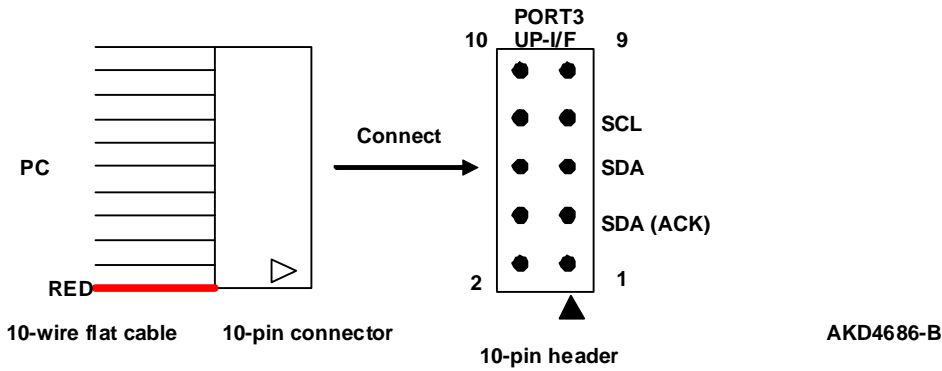 PORT3
10 UP-I/F 9
SCL
Connect
PC
SDA
SDA (ACK)
RED
2 1
10-wire flat cable 10-pin connector
AKD4686-B
10-pin header